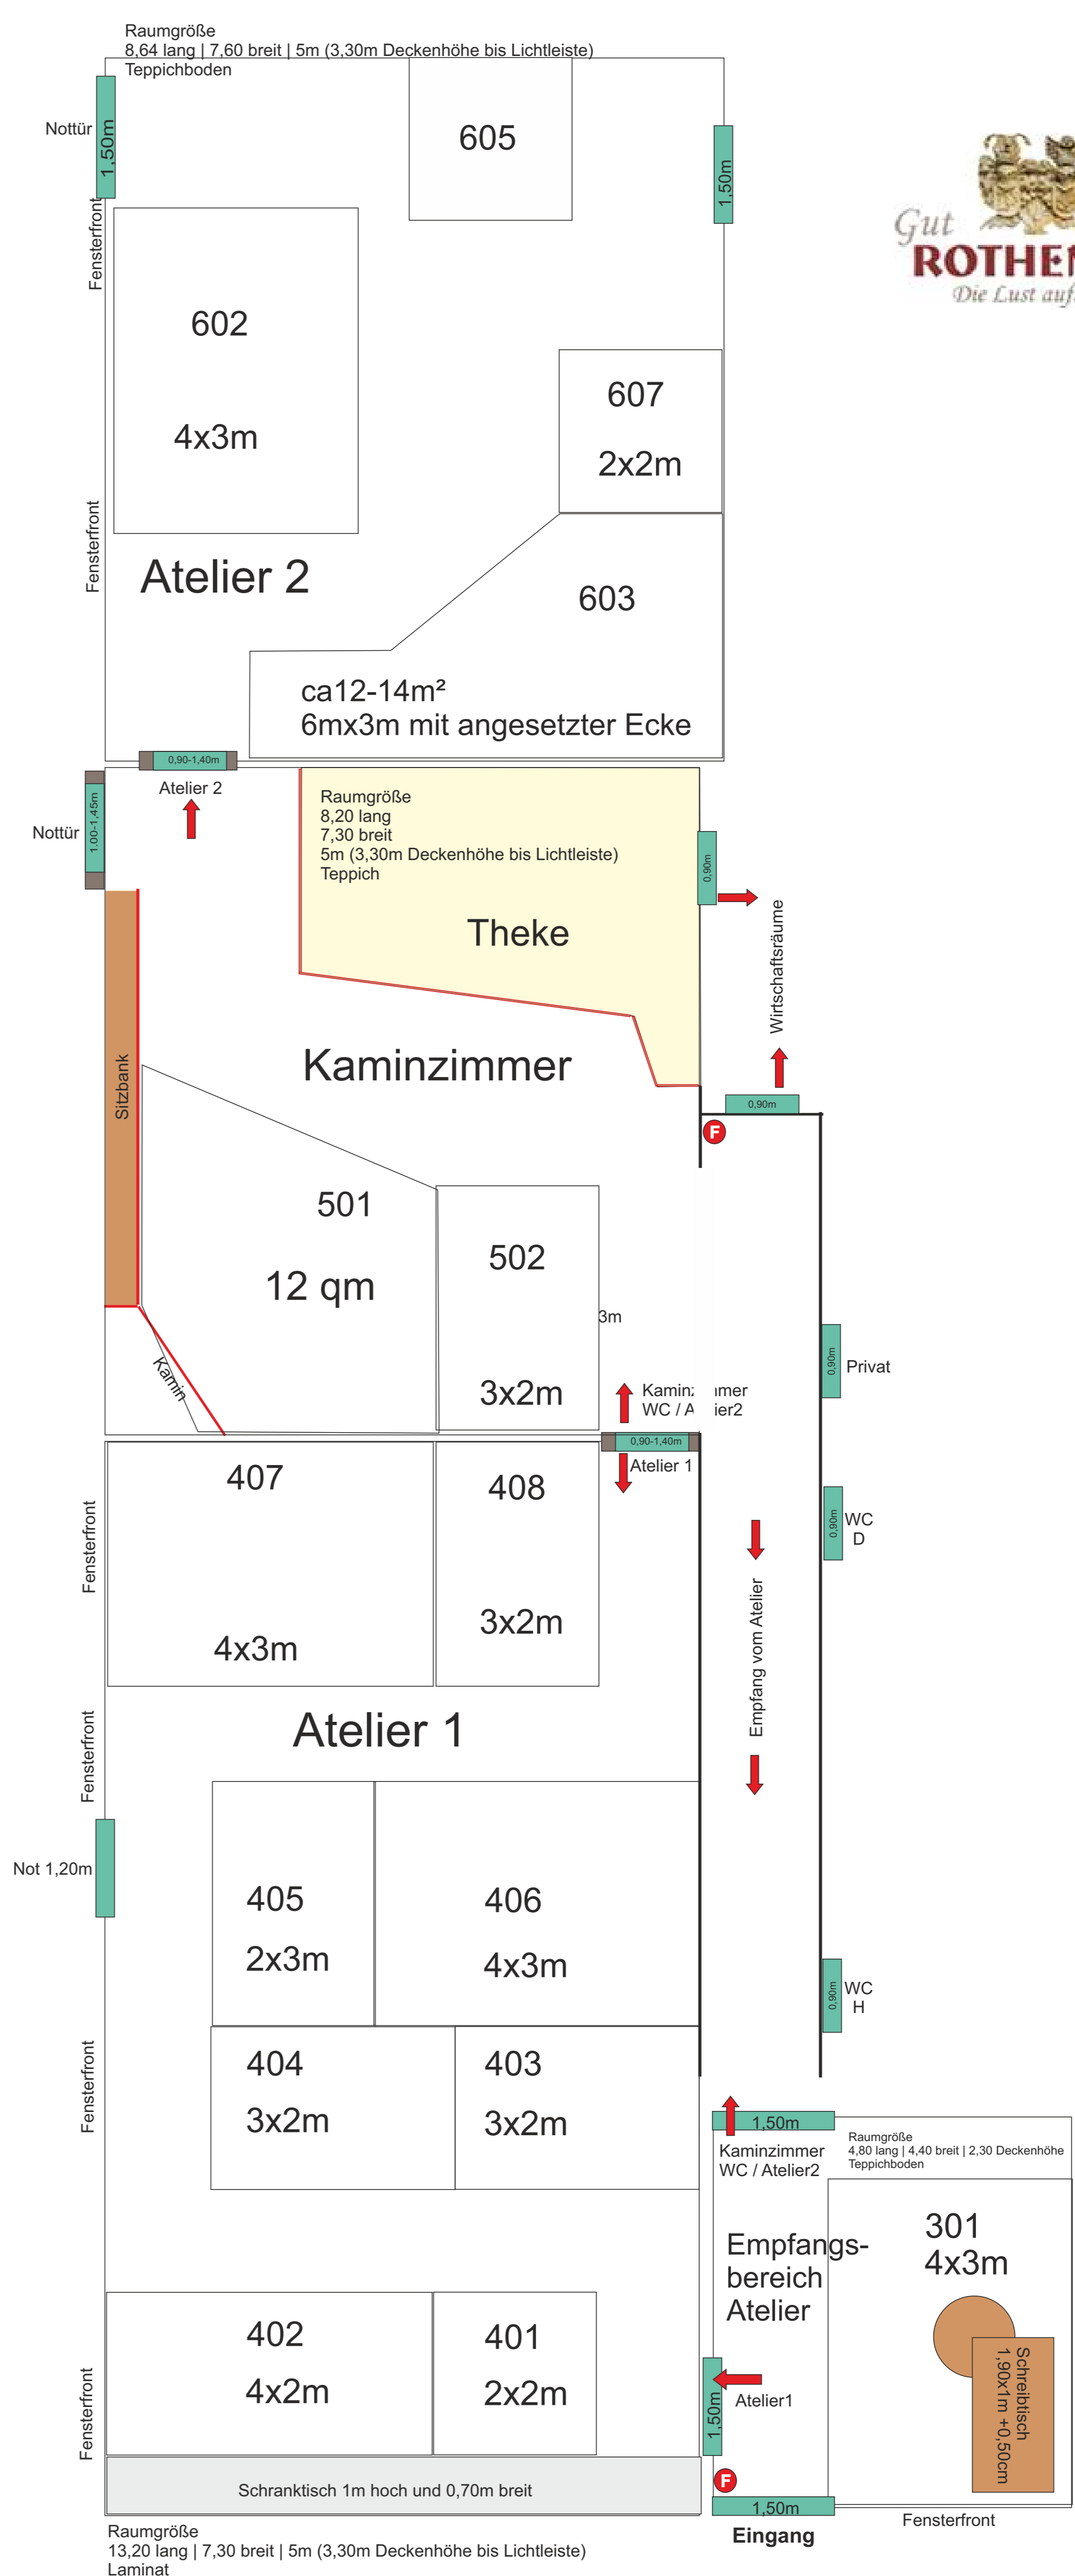 Raumgröße
8,64 lang | 7,60 breit | 5m (3,30m Deckenhöhe bis Lichtleiste)
Teppichboden
Nottür
1,50m
Fensterfront
605
1,50m
Gut
Die Lust auf
602
4x3m
607
2x2m
Fensterfront
Atelier 2
603
ca12-14m²
6mx3m mit angesetzter Ecke
0,90-1,40m
Atelier 2
Nottür
1.00-1,45m
Raumgröße
8,20 lang
7,30 breit
5m (3,30m Deckenhöhe bis Lichtleiste)
Teppich
0,90m
Theke
Wirtschaftsräume
Kaminzimmer
Sitzbank
0,90m
F
501
12 qm
502
3m
3x2m
Kamin
0,90m
Privat
WC /
0,90-1,40m
Atelier 1
407
4x3m
408
3x2m
Fensterfront
0,90m
WC
D
Empfang vom Atelier
Atelier 1
Fensterfront
Not 1,20m
405
2x3m
406
4x3m
0,90m
WC
H
404
3x2m
403
3x2m
Fensterfront
1,50m
Kaminzimmer
WC / Atelier2
Raumgröße
4,80 lang | 4,40 breit | 2,30 Deckenhöhe
Teppichboden
301
4x3m
Empfangs-
bereich
Atelier
402
4x2m
401
2x2m
Fensterfront
1,50m
Atelier1
Schreibtisch
1,90x1m +0,50cm
F
Schranktisch 1m hoch und 0,70m breit
1,50m
Eingang
Fensterfront
Raumgröße
13,20 lang | 7,30 breit | 5m (3,30m Deckenhöhe bis Lichtleiste)
Laminat